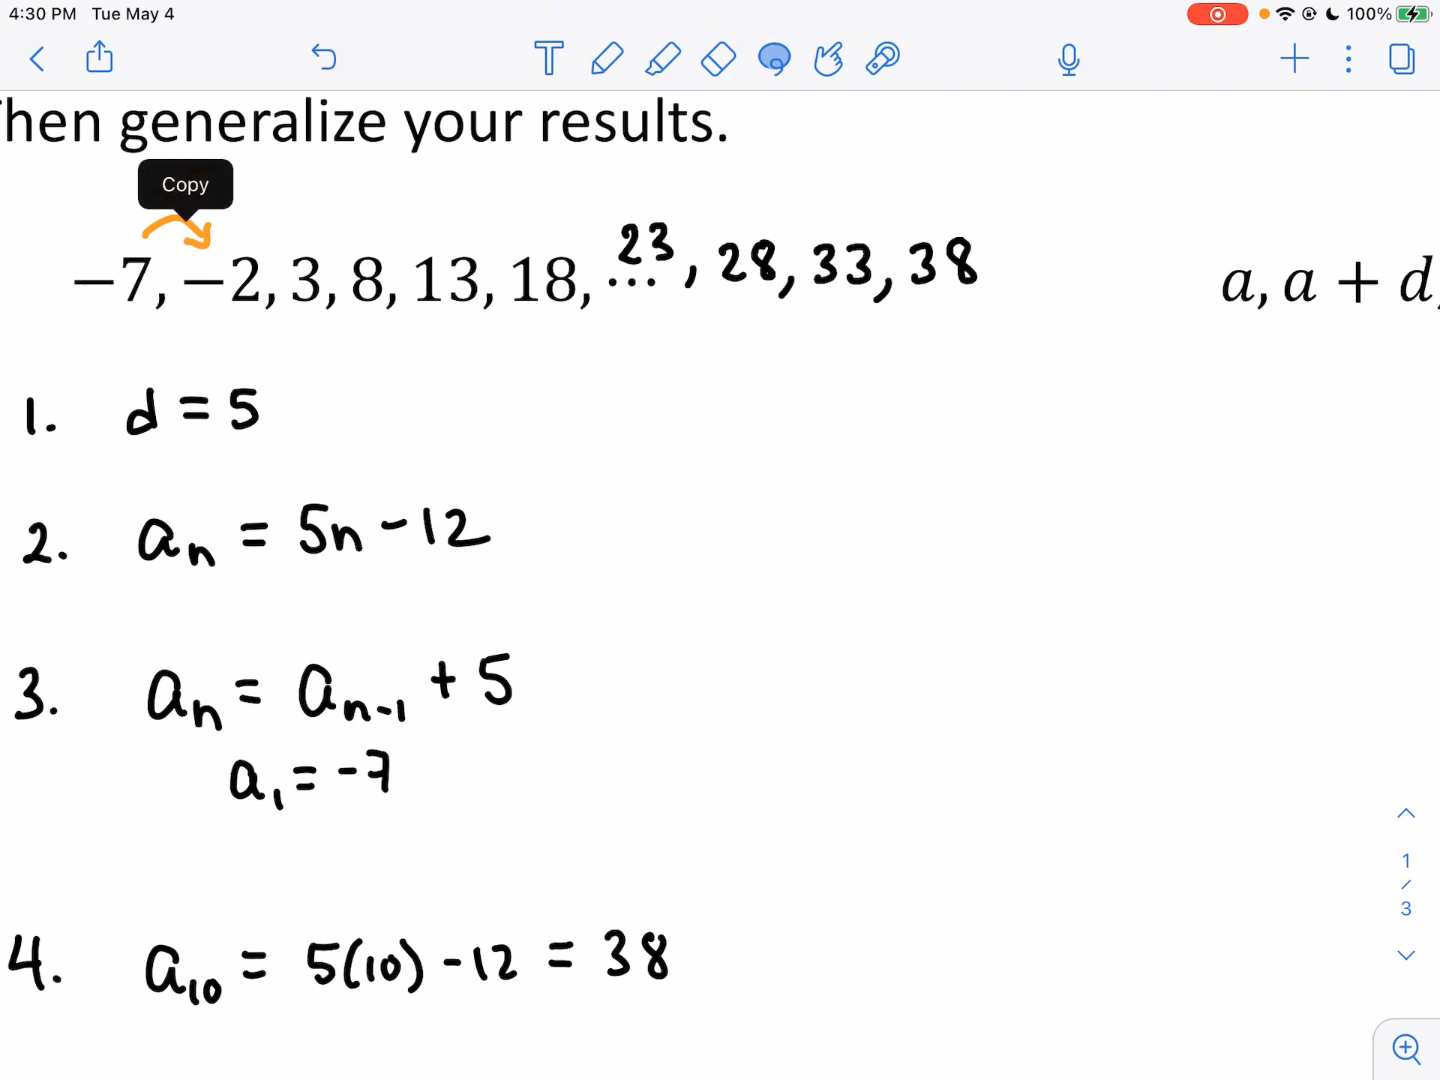 4:30 PM Tue May 4 100%
hen generalize your results.
Copy
−7, −2, 3, 8, 13, 18, ... 23, 28, 33, 38
a, a + d,
1. d = 5
2. aₙ = 5n - 12
3. aₙ = aₙ₋₁ + 5
a₁ = -7
4. a₁₀ = 5(10) - 12 = 38
1
/
3